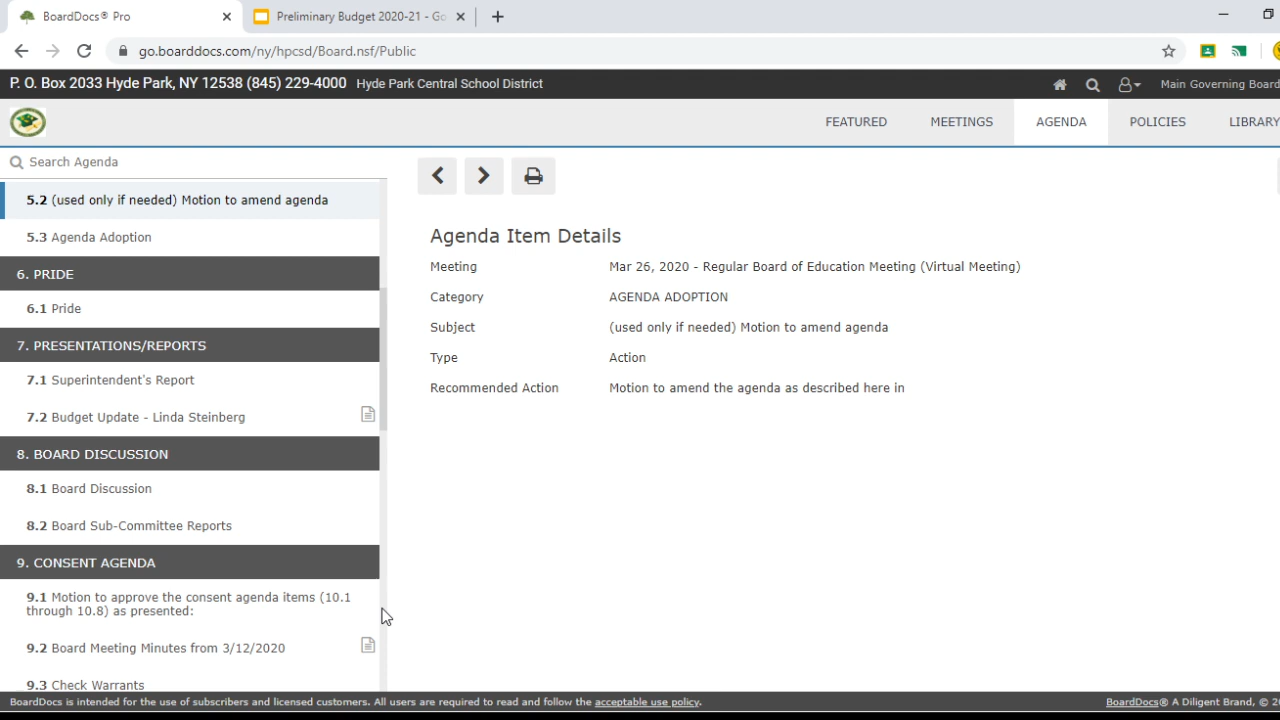 BoardDocs® Pro
Preliminary Budget 2020-21 - Go
go.boarddocs.com/ny/hpcsd/Board.nsf/Public
P. O. Box 2033 Hyde Park, NY 12538 (845) 229-4000 Hyde Park Central School District
Main Governing Board
FEATURED MEETINGS AGENDA POLICIES LIBRARY
Search Agenda
5.2 (used only if needed) Motion to amend agenda
5.3 Agenda Adoption
6. PRIDE
6.1 Pride
7. PRESENTATIONS/REPORTS
7.1 Superintendent's Report
7.2 Budget Update - Linda Steinberg
8. BOARD DISCUSSION
8.1 Board Discussion
8.2 Board Sub-Committee Reports
9. CONSENT AGENDA
9.1 Motion to approve the consent agenda items (10.1
through 10.8) as presented:
9.2 Board Meeting Minutes from 3/12/2020
9.3 Check Warrants
Agenda Item Details
Meeting Mar 26, 2020 - Regular Board of Education Meeting (Virtual Meeting)
Category AGENDA ADOPTION
Subject (used only if needed) Motion to amend agenda
Type Action
Recommended Action Motion to amend the agenda as described here in
BoardDocs is intended for the use of subscribers and licensed customers. All users are required to read and follow the acceptable use policy.
BoardDocs® A Diligent Brand, © 2